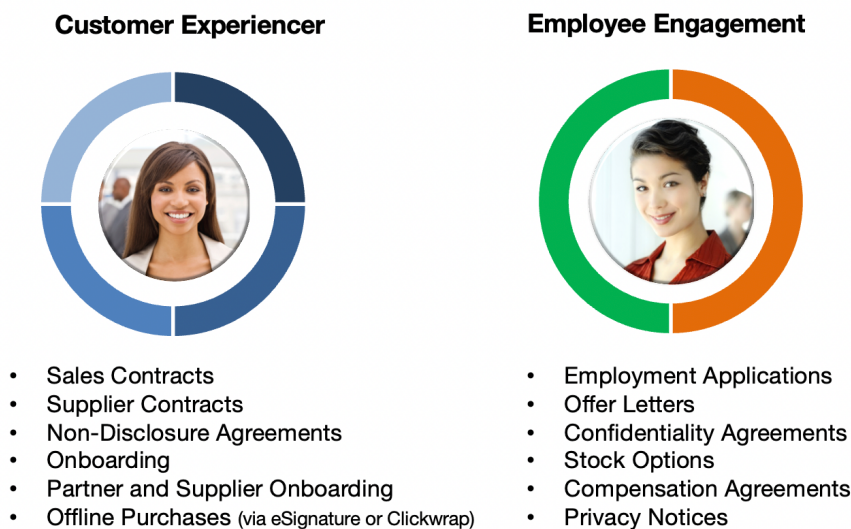 Customer Experiencer
Sales Contracts
Supplier Contracts
Non-Disclosure Agreements
Onboarding
Partner and Supplier Onboarding
Offline Purchases (via eSignature or Clickwrap)
Employee Engagement
Employment Applications
Offer Letters
Confidentiality Agreements
Stock Options
Compensation Agreements
Privacy Notices